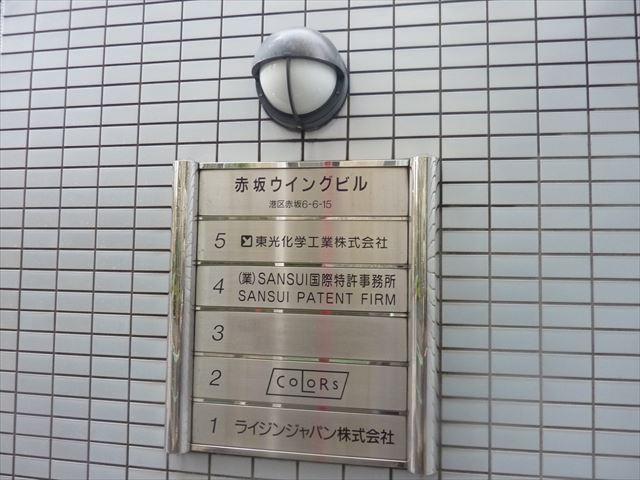 赤坂ウイングビル
港区赤坂6-6-15
5 東光化学工業株式会社
4 (業)SANSUI国際特許事務所
SANSUI PATENT FIRM
3
2 COLORS
1 ライジンジャパン株式会社